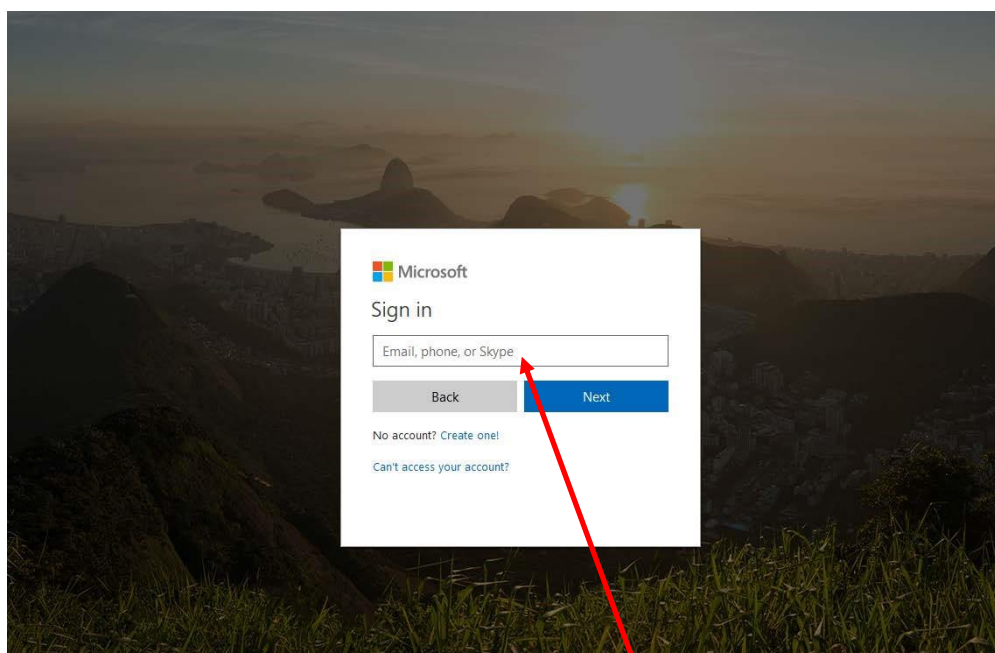 Microsoft
Sign in
Email, phone, or Skype
Back Next
No account? Create one!
Can't access your account?